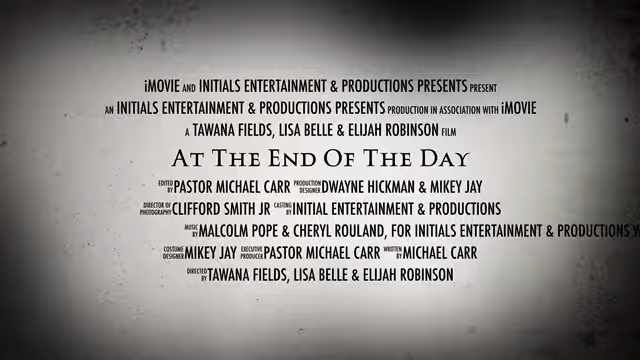 iMOVIE AND INITIALS ENTERTAINMENT & PRODUCTIONS PRESENTS PRESENT
AN INITIALS ENTERTAINMENT & PRODUCTIONS PRESENTS PRODUCTION IN ASSOCIATION WITH iMOVIE
A TAWANA FIELDS, LISA BELLE & ELIJAH ROBINSON FILM
AT THE END OF THE DAY
EDITED BY PASTOR MICHAEL CARR PRODUCTION DESIGNER DWAYNE HICKMAN & MIKEY JAY
DIRECTOR OF PHOTOGRAPHY CLIFFORD SMITH JR CASTING BY INITIAL ENTERTAINMENT & PRODUCTIONS
MUSIC BY MALCOLM POPE & CHERYL ROULAND, FOR INITIALS ENTERTAINMENT & PRODUCTIONS
COSTUME DESIGNER MIKEY JAY EXECUTIVE PRODUCER PASTOR MICHAEL CARR WRITTEN BY MICHAEL CARR
DIRECTED BY TAWANA FIELDS, LISA BELLE & ELIJAH ROBINSON